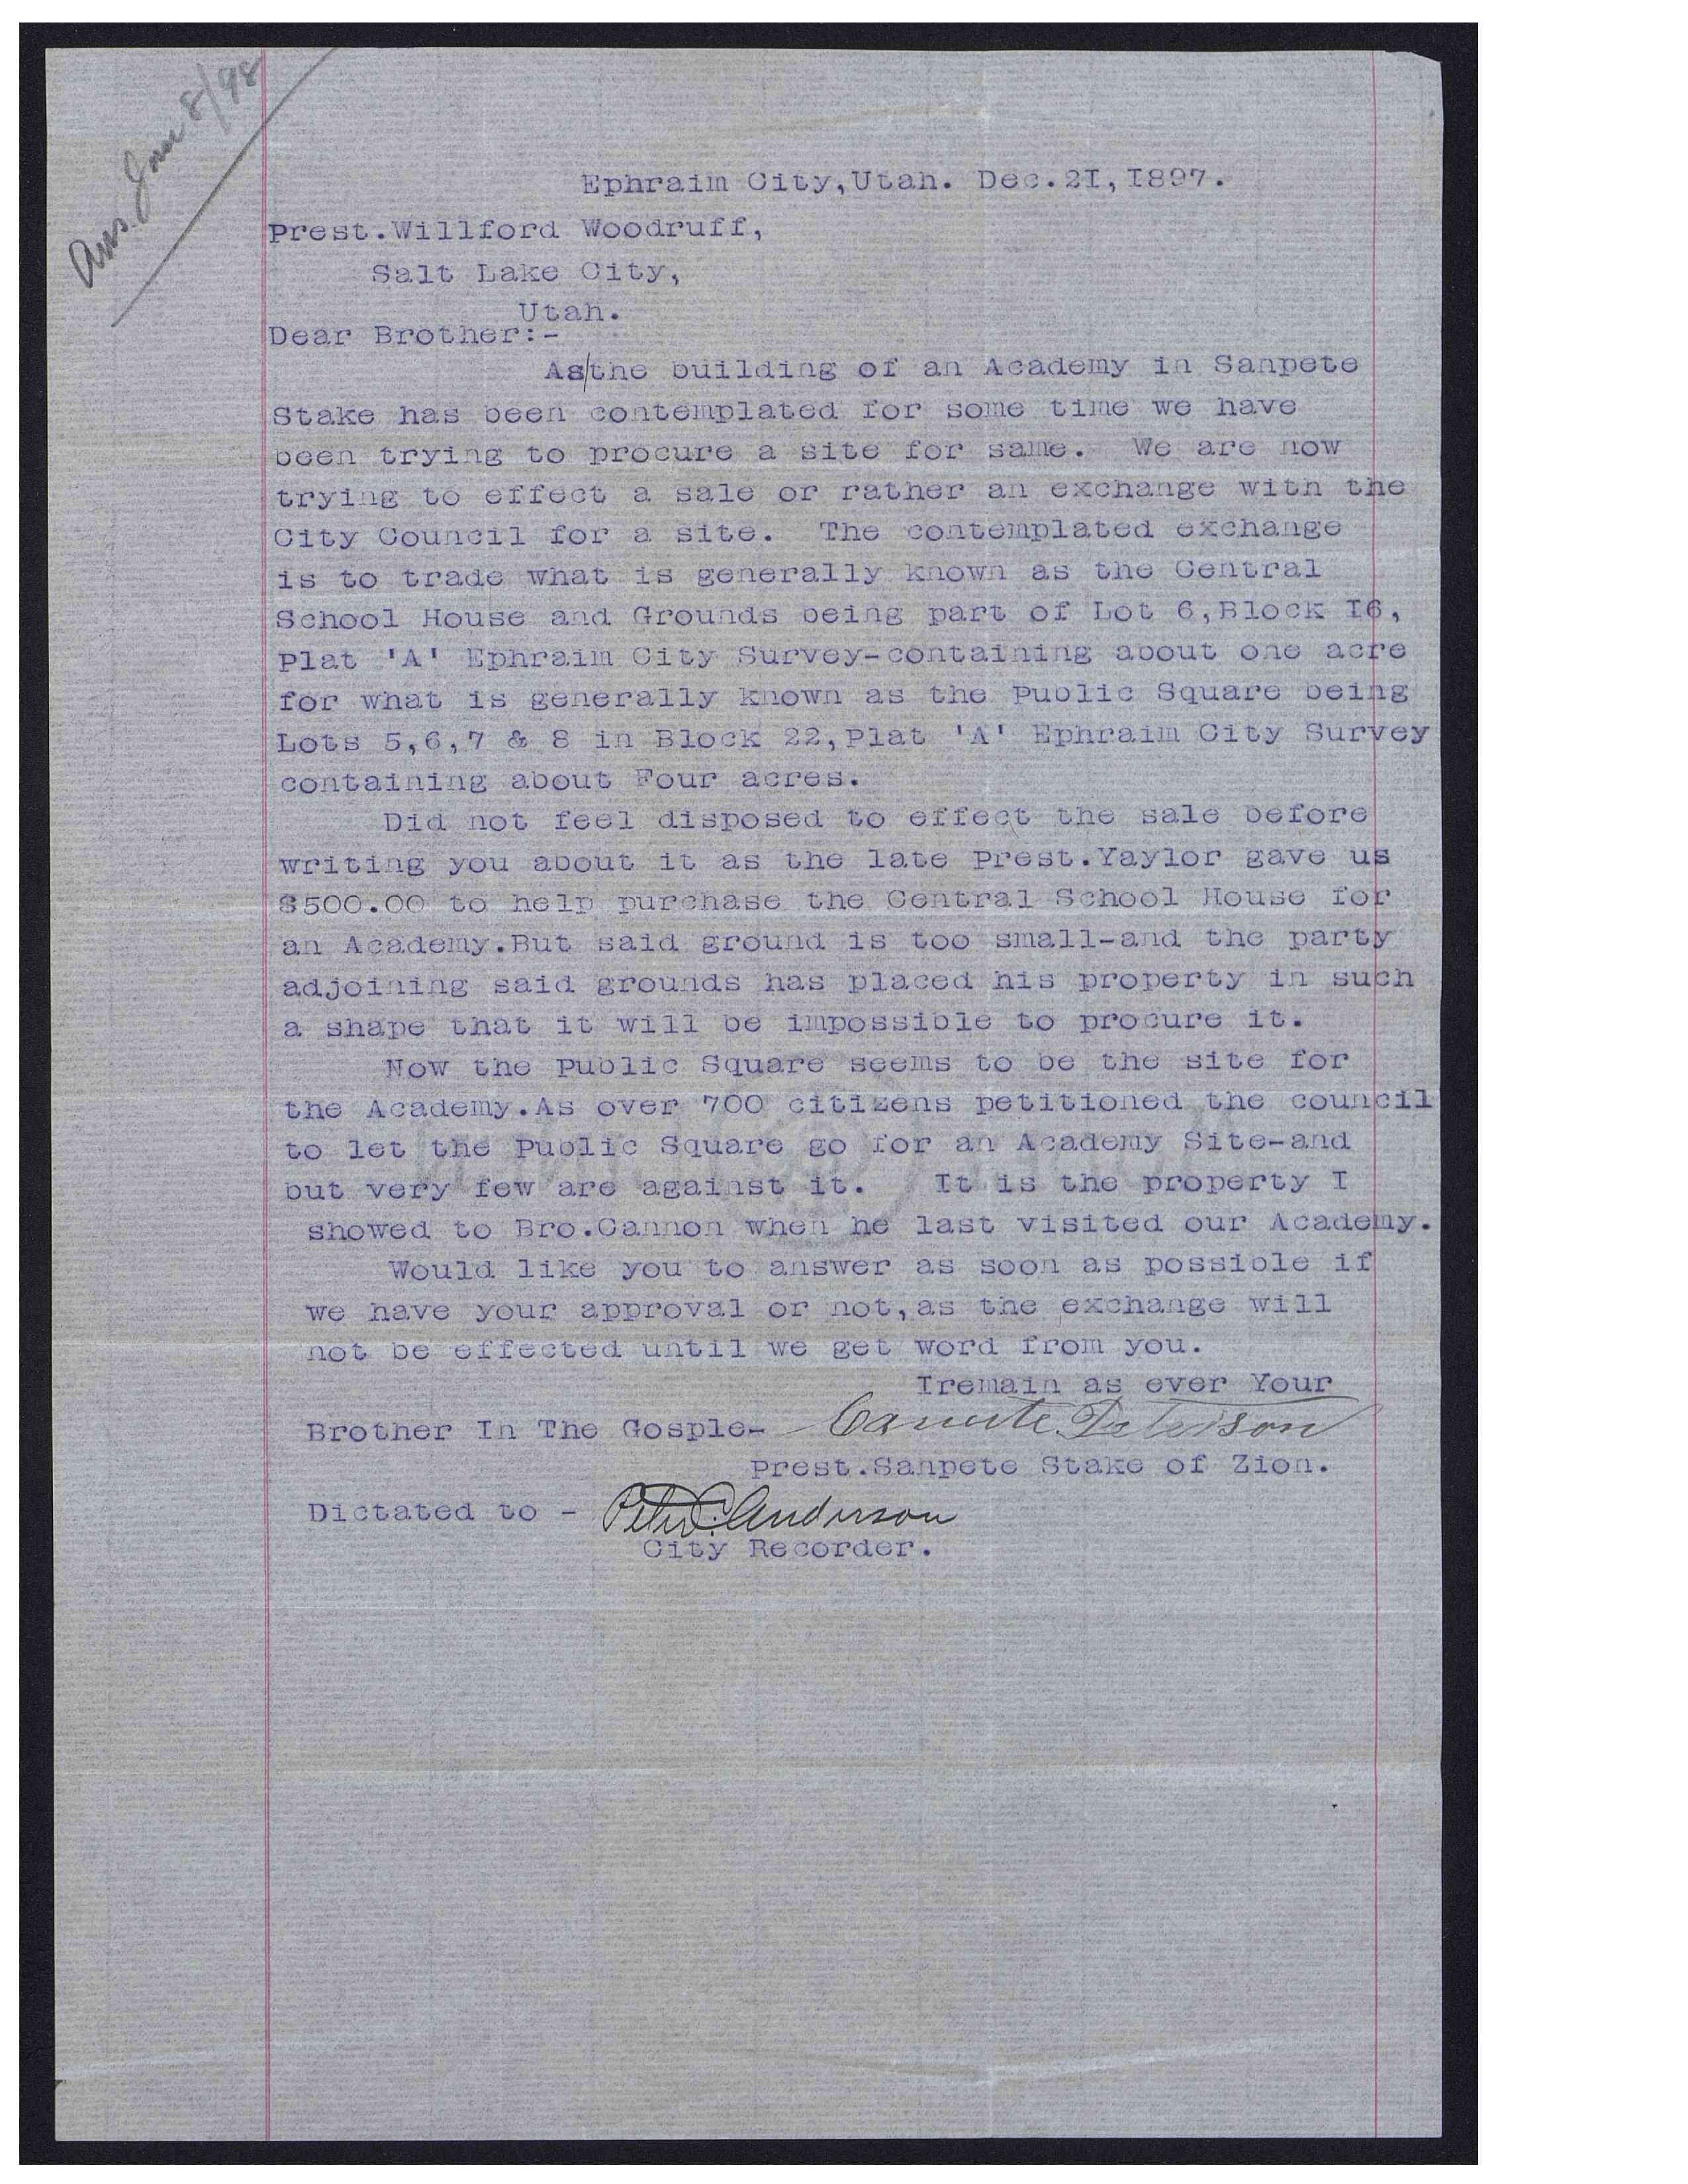 Ans. Jan 8/98
Ephraim City,Utah. Dec.2I,I897.
Prest.Willford Woodruff,
Salt Lake City,
Utah.
Dear Brother:-
As/the building of an Academy in Sanpete
Stake has been contemplated for some time we have
been trying to procure a site for same. We are now
trying to effect a sale or rather an exchange with the
City Council for a site. The contemplated exchange
is to trade what is generally known as the Central
School House and Grounds being part of Lot 6,Block I6,
Plat 'A' Ephraim City Survey-containing about one acre
for what is generally known as the Public Square being
Lots 5,6,7 & 8 in Block 22,Plat 'A' Ephraim City Survey
containing about Four acres.
Did not feel disposed to effect the sale before
writing you about it as the late Prest.Yaylor gave us
$500.00 to help purchase the Central School House for
an Academy.But said ground is too small-and the party
adjoining said grounds has placed his property in such
a shape that it will be impossible to procure it.
Now the Public Square seems to be the site for
the Academy.As over 700 citizens petitioned the council
to let the Public Square go for an Academy Site-and
but very few are against it. It is the property I
showed to Bro.Cannon when he last visited our Academy.
Would like you to answer as soon as possible if
we have your approval or not,as the exchange will
not be effected until we get word from you.
Iremain as ever Your
Brother In The Gosple- Canute Peterson
Prest.Sanpete Stake of Zion.
Dictated to - Peter C. Anderson
City Recorder.